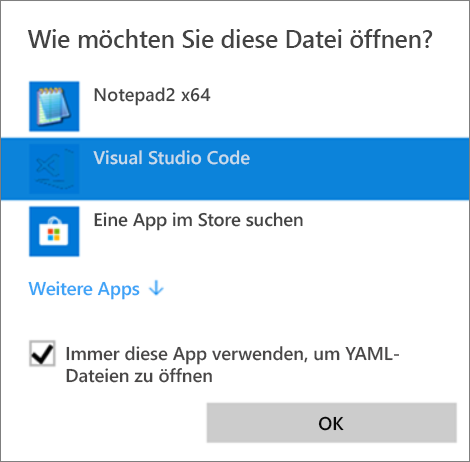 Wie möchten Sie diese Datei öffnen?
Notepad2 x64
Visual Studio Code
Eine App im Store suchen
Weitere Apps ↓
Immer diese App verwenden, um YAML-
Dateien zu öffnen
OK